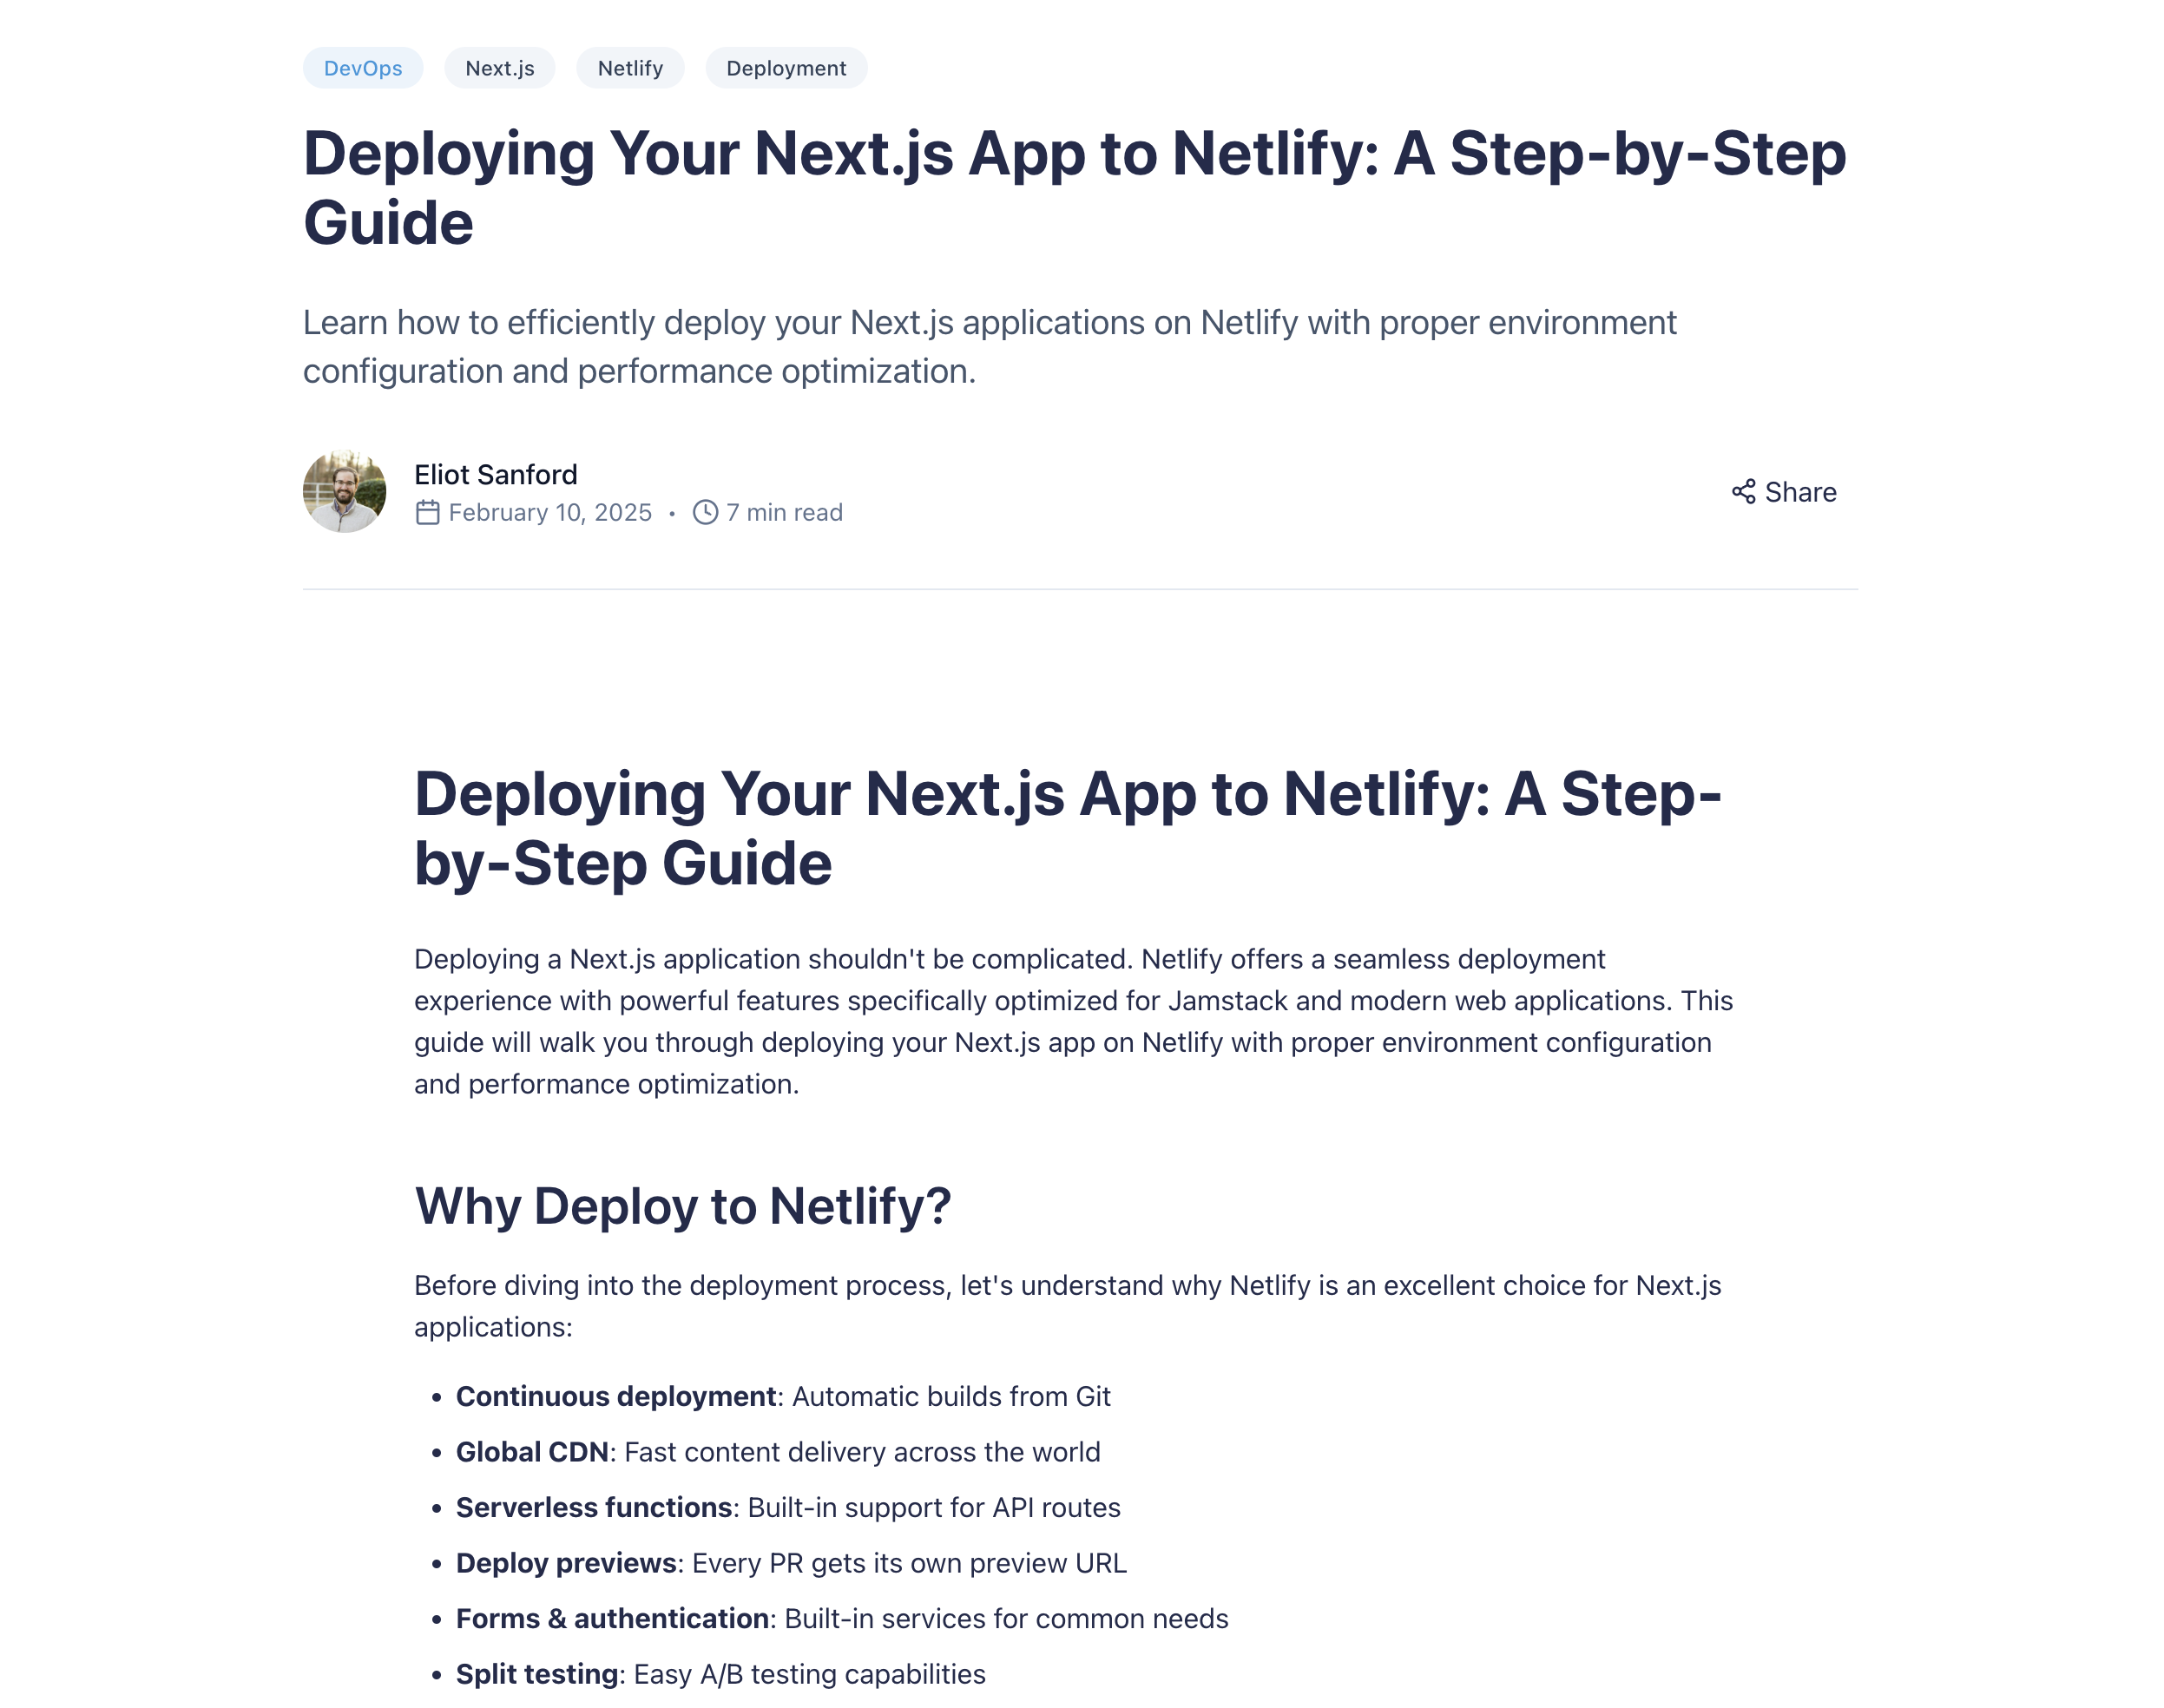 DevOps Next.js Netlify Deployment
Deploying Your Next.js App to Netlify: A Step-by-Step
Guide
Learn how to efficiently deploy your Next.js applications on Netlify with proper environment
configuration and performance optimization.
Eliot Sanford
February 10, 2025 • 7 min read
Share
Deploying Your Next.js App to Netlify: A Step-
by-Step Guide
Deploying a Next.js application shouldn't be complicated. Netlify offers a seamless deployment
experience with powerful features specifically optimized for Jamstack and modern web applications. This
guide will walk you through deploying your Next.js app on Netlify with proper environment configuration
and performance optimization.
Why Deploy to Netlify?
Before diving into the deployment process, let's understand why Netlify is an excellent choice for Next.js
applications:
• Continuous deployment: Automatic builds from Git
• Global CDN: Fast content delivery across the world
• Serverless functions: Built-in support for API routes
• Deploy previews: Every PR gets its own preview URL
• Forms & authentication: Built-in services for common needs
• Split testing: Easy A/B testing capabilities